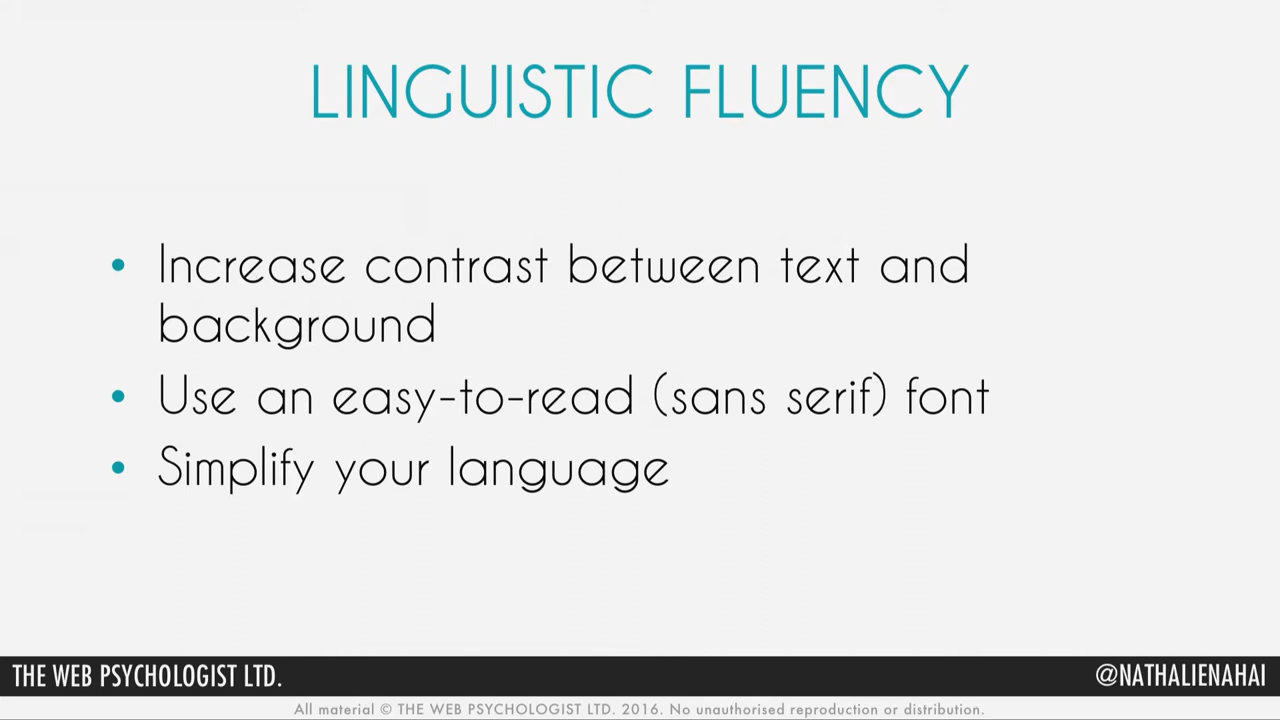 LINGUISTIC FLUENCY
• Increase contrast between text and
background
• Use an easy-to-read (sans serif) font
• Simplify your language
THE WEB PSYCHOLOGIST LTD.
@NATHALIENAHAI
All material © THE WEB PSYCHOLOGIST LTD. 2016. No unauthorised reproduction or distribution.